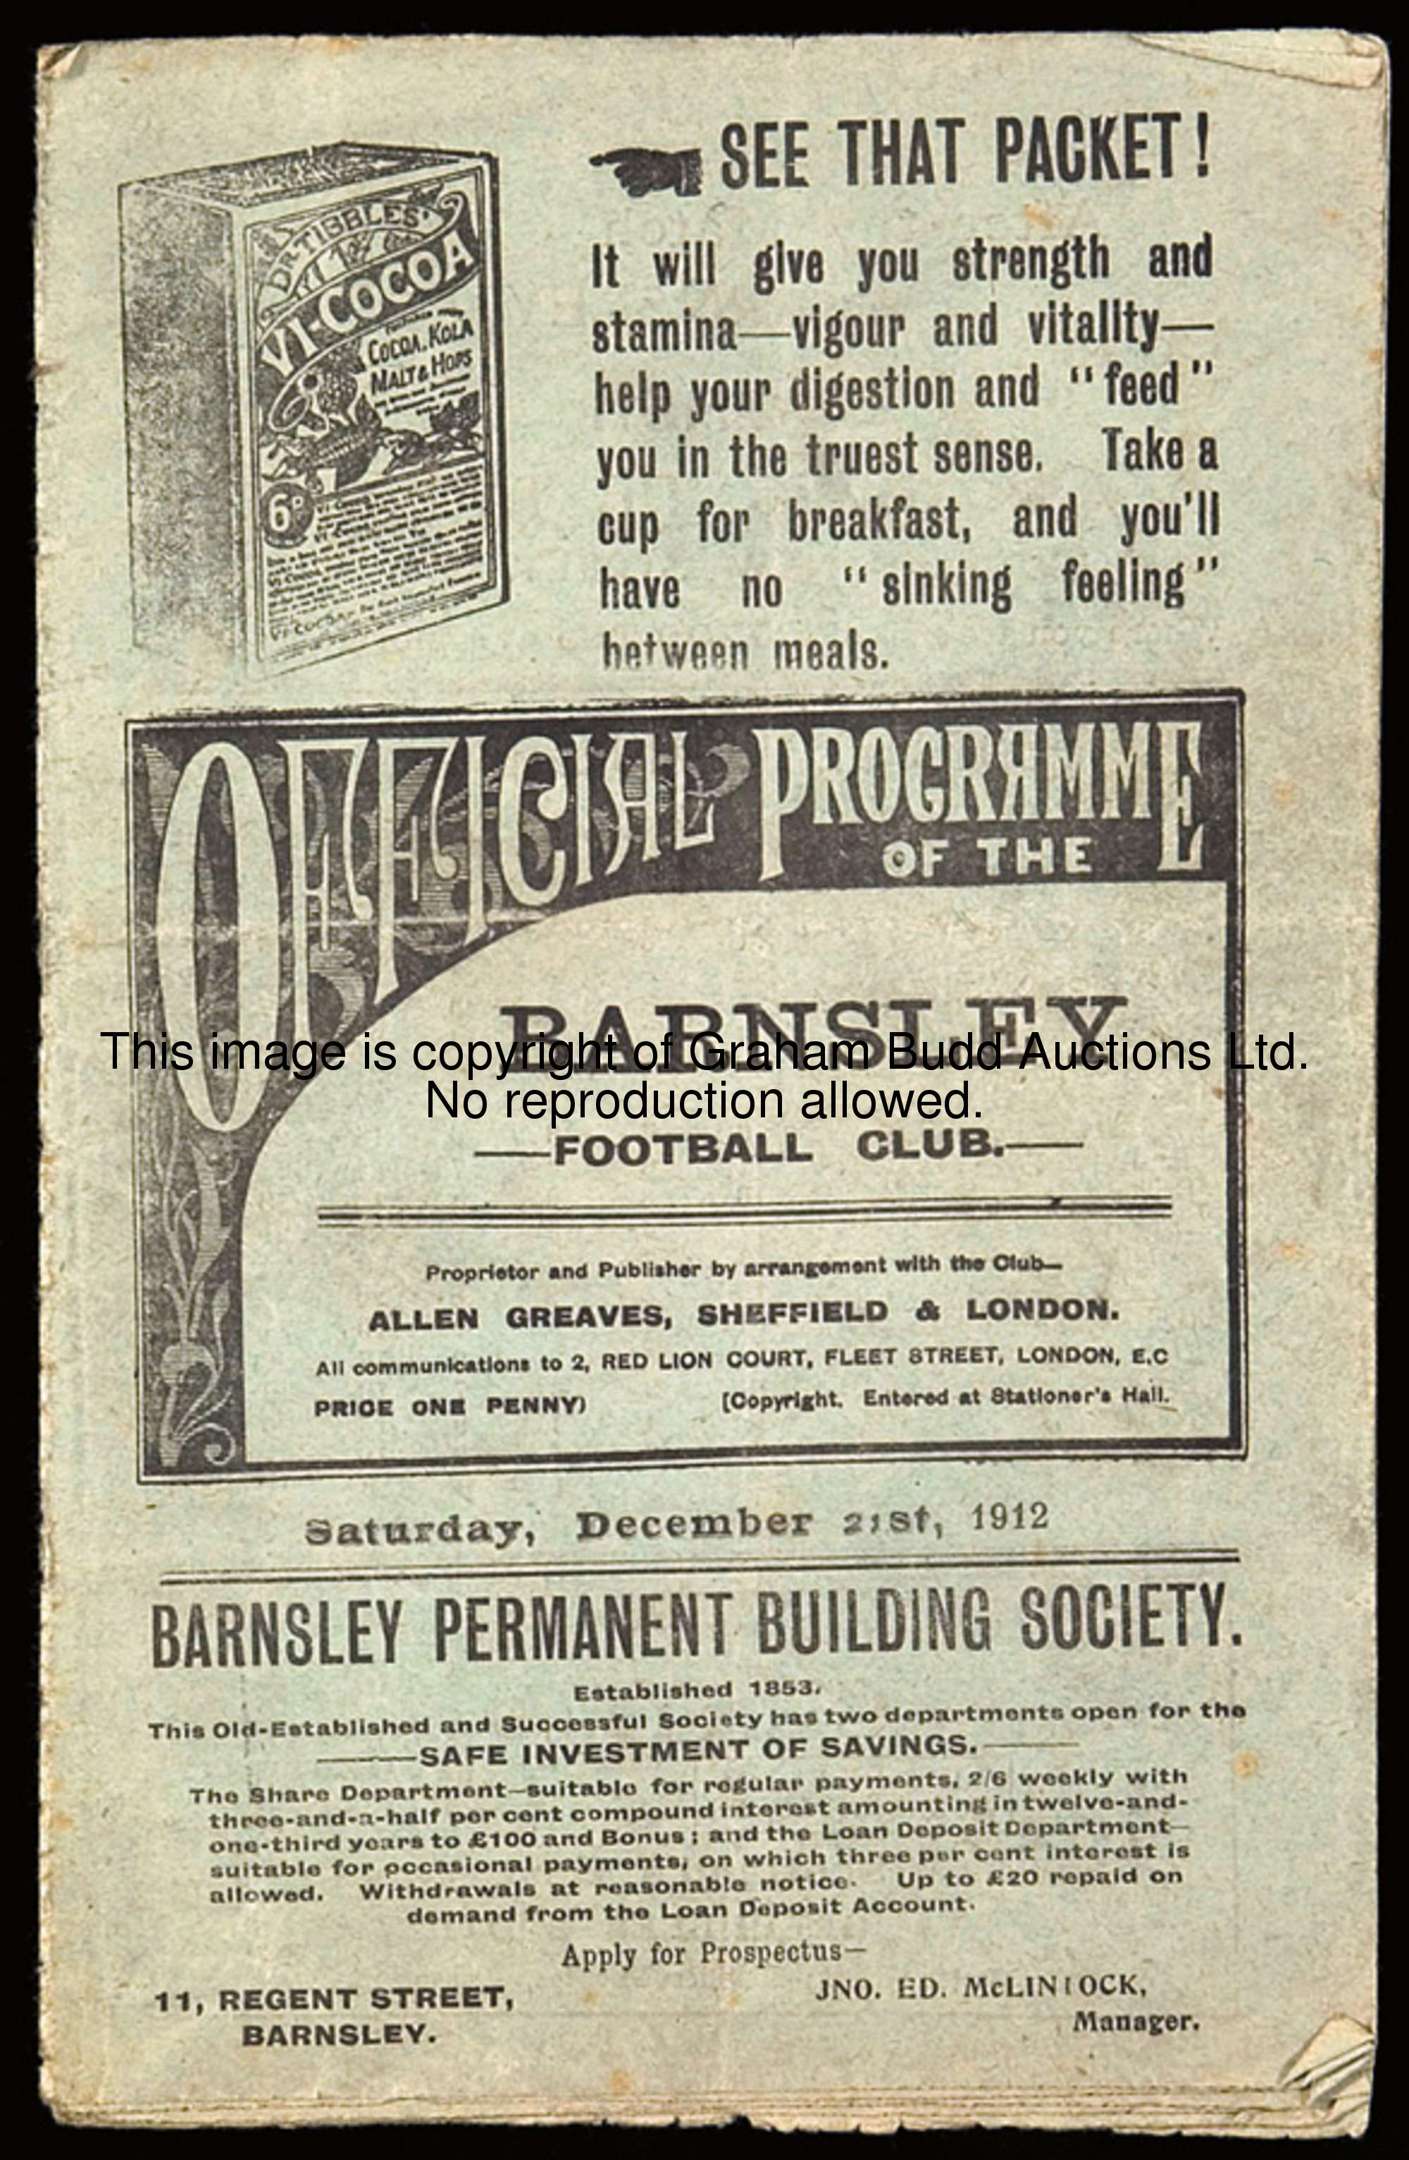 SEE THAT PACKET!
It will give you strength and
stamina—vigour and vitality—
help your digestion and "feed"
you in the truest sense. Take a
cup for breakfast, and you'll
have no "sinking feeling"
between meals.
DR TIBBLES'
VI-COCOA
COCOA, KOLA
MALT & HOPS
6D
OFFICIAL PROGRAMME
OF THE
BARNSLEY
This image is copyright of Graham Budd Auctions Ltd.
No reproduction allowed.
—FOOTBALL CLUB.—
Proprietor and Publisher by arrangement with the Club—
ALLEN GREAVES, SHEFFIELD & LONDON.
All communications to 2, RED LION COURT, FLEET STREET, LONDON, E.C
PRICE ONE PENNY) [Copyright. Entered at Stationer's Hall.
Saturday, December 21st, 1912
BARNSLEY PERMANENT BUILDING SOCIETY.
Established 1853.
This Old-Established and Successful Society has two departments open for the
—SAFE INVESTMENT OF SAVINGS.—
The Share Department—suitable for regular payments, 2/6 weekly with
three-and-a-half per cent compound interest amounting in twelve-and-
one-third years to £100 and Bonus; and the Loan Deposit Department—
suitable for occasional payments, on which three per cent interest is
allowed. Withdrawals at reasonable notice. Up to £20 repaid on
demand from the Loan Deposit Account.
Apply for Prospectus—
11, REGENT STREET, JNO. ED. McLINTOCK,
BARNSLEY. Manager.